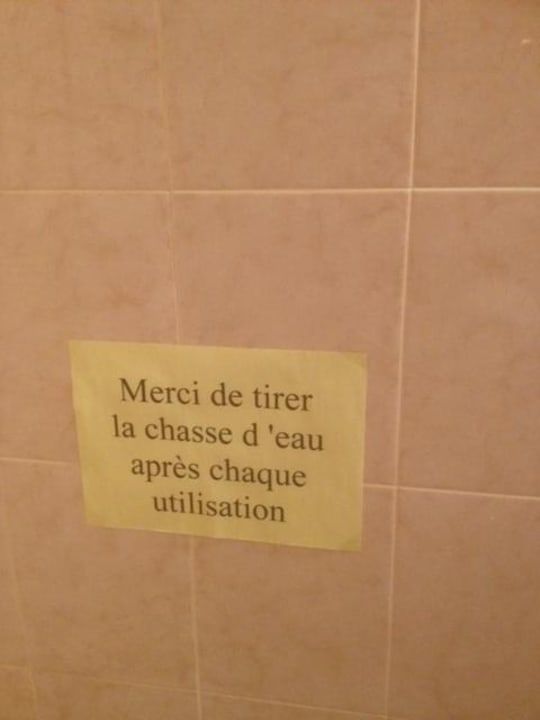 Merci de tirer
la chasse d 'eau
après chaque
utilisation